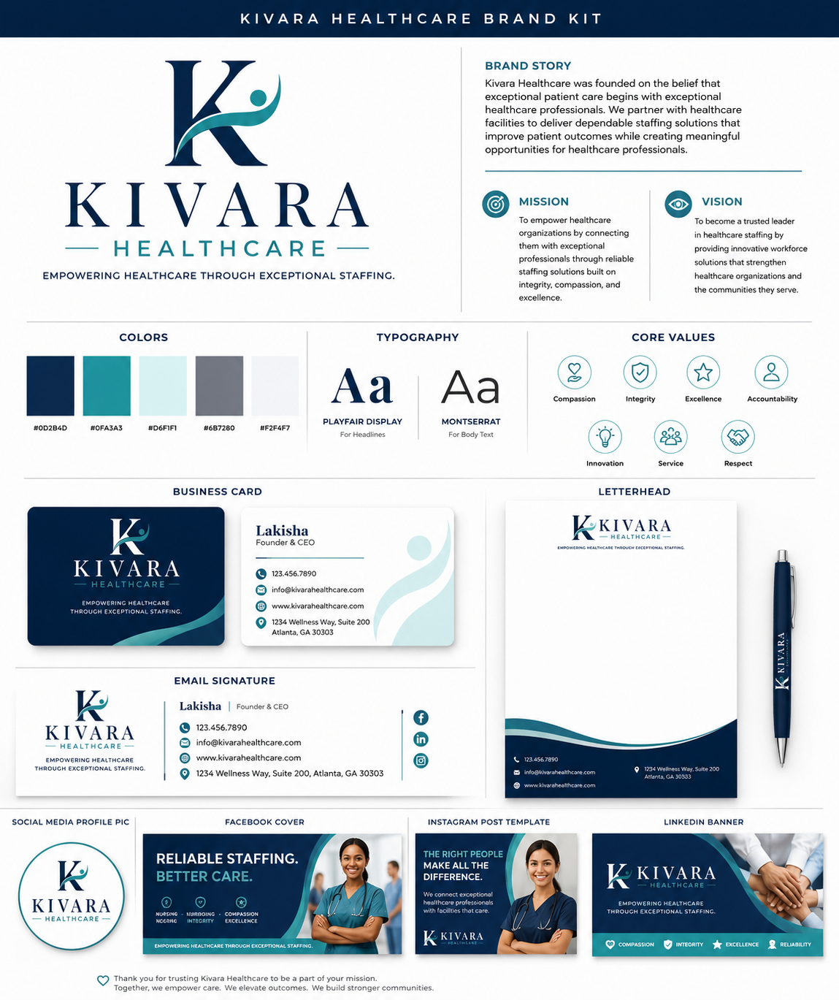 KIVARA HEALTHCARE BRAND KIT
K
KIVARA
HEALTHCARE
EMPOWERING HEALTHCARE THROUGH EXCEPTIONAL STAFFING.
BRAND STORY
Kivara Healthcare was founded on the belief that
exceptional patient care begins with exceptional
healthcare professionals. We partner with healthcare
facilities to deliver dependable staffing solutions that
improve patient outcomes while creating meaningful
opportunities for healthcare professionals.
MISSION
To empower healthcare
organizations by connecting
them with exceptional
professionals through reliable
staffing solutions built on
integrity, compassion, and
excellence.
VISION
To become a trusted leader
in healthcare staffing by
providing innovative workforce
solutions that strengthen
healthcare organizations and
the communities they serve.
COLORS
#0D2B4D
#0FA3A3
#D6F1F1
#6B7280
#F2F4F7
TYPOGRAPHY
Aa
PLAYFAIR DISPLAY
For Headlines
Aa
MONTSERRAT
For Body Text
CORE VALUES
Compassion
Integrity
Excellence
Accountability
Innovation
Service
Respect
BUSINESS CARD
K
KIVARA
HEALTHCARE
EMPOWERING HEALTHCARE
THROUGH EXCEPTIONAL STAFFING.
Lakisha
Founder & CEO
123.456.7890
info@kivarahealthcare.com
www.kivarahealthcare.com
1234 Wellness Way, Suite 200
Atlanta, GA 30303
LETTERHEAD
K KIVARA
HEALTHCARE
EMPOWERING HEALTHCARE THROUGH EXCEPTIONAL STAFFING.
123.456.7890
info@kivarahealthcare.com
www.kivarahealthcare.com
1234 Wellness Way, Suite 200
Atlanta, GA
K KIVARA
EMAIL SIGNATURE
K
KIVARA
HEALTHCARE
EMPOWERING HEALTHCARE
THROUGH EXCEPTIONAL STAFFING.
Lakisha | Founder & CEO
123.456.7890
info@kivarahealthcare.com
www.kivarahealthcare.com
1234 Wellness Way, Suite 200, Atlanta, GA 30303
f
in
SOCIAL MEDIA PROFILE PIC
K
KIVARA
HEALTHCARE
FACEBOOK COVER
RELIABLE STAFFING.
BETTER CARE.
COMPASSION
INTEGRITY
EXCELLENCE
EMPOWERING HEALTHCARE THROUGH EXCEPTIONAL STAFFING.
INSTAGRAM POST TEMPLATE
THE RIGHT PEOPLE
MAKE ALL THE
DIFFERENCE.
We connect exceptional
healthcare professionals
with facilities that care.
K KIVARA
HEALTHCARE
LINKEDIN BANNER
K KIVARA
HEALTHCARE
EMPOWERING HEALTHCARE
THROUGH EXCEPTIONAL STAFFING.
COMPASSION
INTEGRITY
EXCELLENCE
RELIABILITY
Thank you for trusting Kivara Healthcare to be a part of your mission.
Together, we empower care. We elevate outcomes. We build stronger communities.